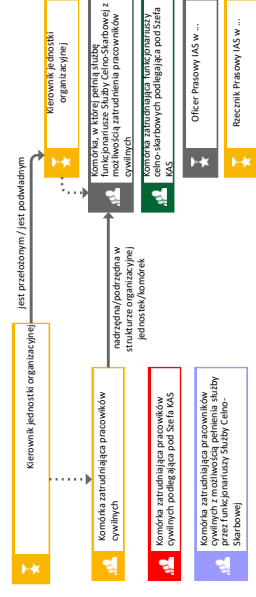 Kierownik jednostki organizacyjnej
Komórka zatrudniająca pracowików
cywilnych
Komórka zatrudniająca pracowików
cywilnych podlegająca pod Szefa KAS
Komórka zatrudniająca pracowników
cywilnych z możliwością pełnienia służby
przez funkcjonariuszy Służby Celno-
Skarbowej
jest przełożonym / jest podwładnym
nadrzędna/podrzędna w
strukturze organizacyjnej
jednostek/komórek
Kierownik jednostki
organizacyjnej
Komórka, w której pełnią służbę
funkcjonariusze Służby Celno-Skarbowej z
możliwością zatrudnienia pracowników
cywilnych
Komórka zatrudniająca funkcjonariuszy
celno-skarbowych podlegająca pod Szefa
KAS
Oficer Prasowy IAS w ...
Rzecznik Prasowy IAS w ...